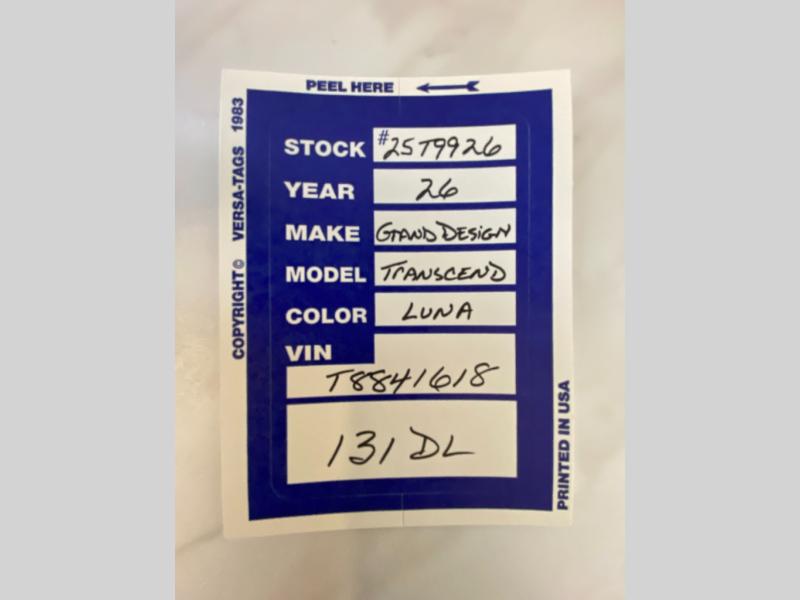 PEEL HERE
COPYRIGHT © VERSA-TAGS 1983
STOCK #25T9926
YEAR 26
MAKE GRAND DESIGN
MODEL TRANSCEND
COLOR LUNA
VIN
T8841618
131 DL
PRINTED IN USA